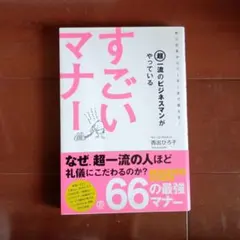 超一流のビジネスマンが
やっている
すごい
マナー
西出ひろ子
なぜ、超一流の人ほど
礼儀にこだわるのか?
66の最強
マナー